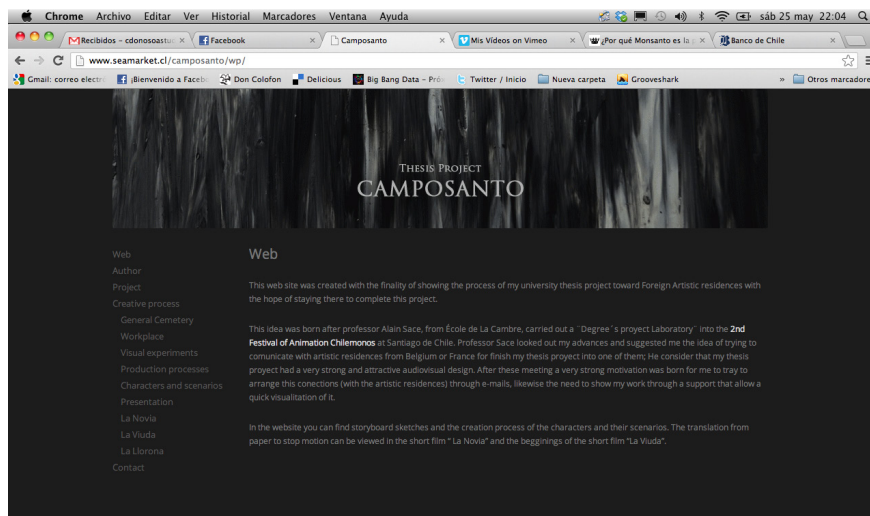 Chrome Archivo Editar Ver Historial Marcadores Ventana Ayuda sáb 25 may 22:04
Recibidos – cdonosoastu Facebook Camposanto Mis Vídeos en Vimeo ¿Por qué Monsanto es la p Banco de Chile
www.seamarket.cl/camposanto/wp/
Gmail: correo electró ¡Bienvenido a Facebo Don Colofon Delicious Big Bang Data – Pró Twitter / Inicio Nueva carpeta Grooveshark » Otros marcadore
THESIS PROJECT
CAMPOSANTO
Web
Author
Project
Creative process
General Cemetery
Workplace
Visual experiments
Production processes
Characters and scenarios
Presentation
La Novia
La Viuda
La Llorona
Contact
Web
This web site was created with the finality of showing the process of my university thesis project toward Foreign Artistic residences with
the hope of staying there to complete this project.
This idea was born after professor Alain Sace, from École de La Cambre, carried out a ¨Degree´s proyect Laboratory¨ into the 2nd
Festival of Animation Chilemonos at Santiago de Chile. Professor Sace looked out my advances and suggested me the idea of trying to
comunicate with artistic residences from Belgium or France for finish my thesis proyect into one of them; He consider that my thesis
proyect had a very strong and attractive audiovisual design. After these meeting a very strong motivation was born for me to tray to
arrange this conections (with the artistic residences) through e-mails, likewise the need to show my work through a support that allow a
quick visualitation of it.
In the website you can find storyboard sketches and the creation process of the characters and their scenarios. The translation from
paper to stop motion can be viewed in the short film “ La Novia” and the begginings of the short film “La Viuda”.